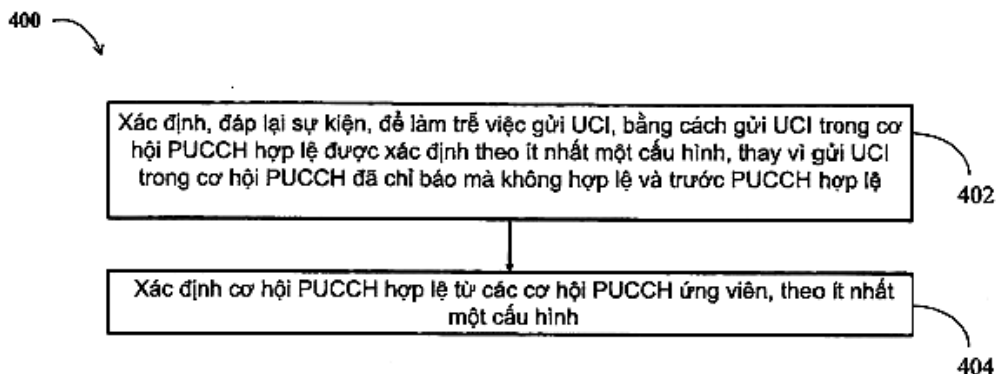 400
Xác định, đáp lại sự kiện, để làm trễ việc gửi UCI, bằng cách gửi UCI trong cơ
hội PUCCH hợp lệ được xác định theo ít nhất một cấu hình, thay vì gửi UCI
trong cơ hội PUCCH đã chỉ báo mà không hợp lệ và trước PUCCH hợp lệ
402
Xác định cơ hội PUCCH hợp lệ từ các cơ hội PUCCH ứng viên, theo ít nhất
một cấu hình
404